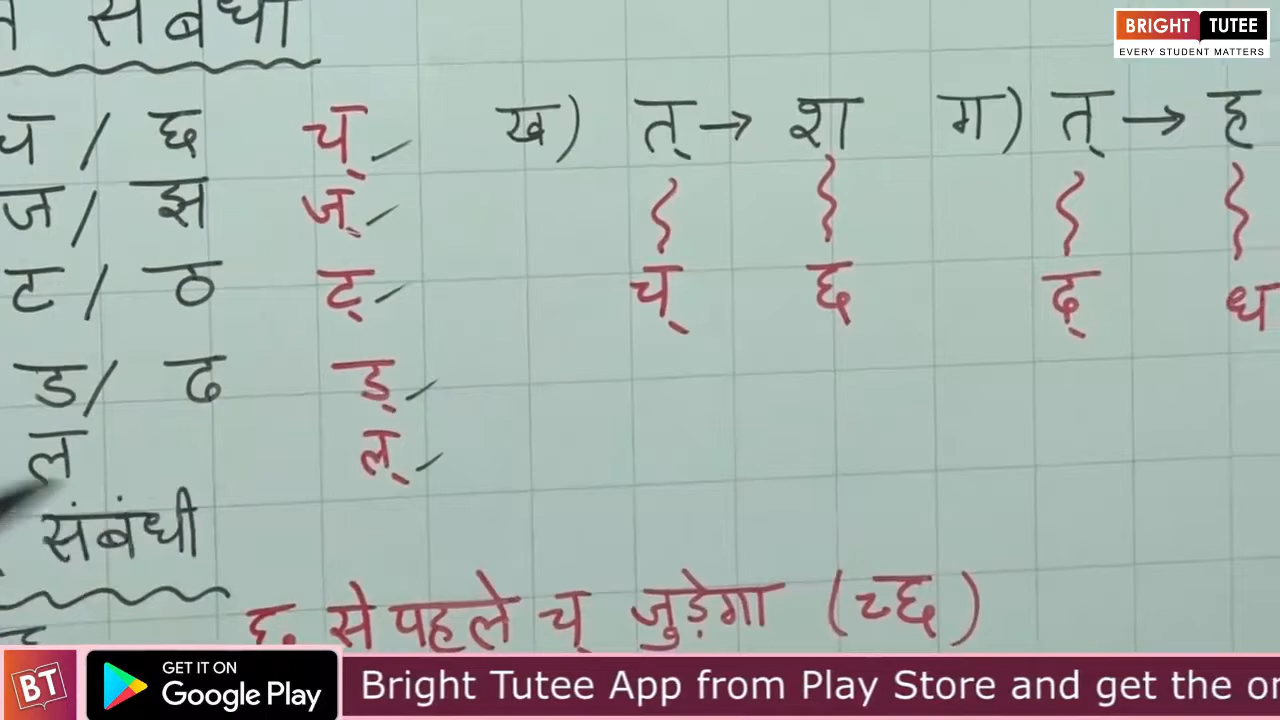 संबंधी
BRIGHT TUTEE
EVERY STUDENT MATTERS
च / छ च् ख) त् → श ग) त् → ह
ज / झ ज्
ट / ठ ट् च् छ द् ध
ड / ढ ड्
ल ल्
संबंधी
छ से पहले च् जुड़ेगा (च्छ)
BT GET IT ON Google Play Bright Tutee App from Play Store and get the